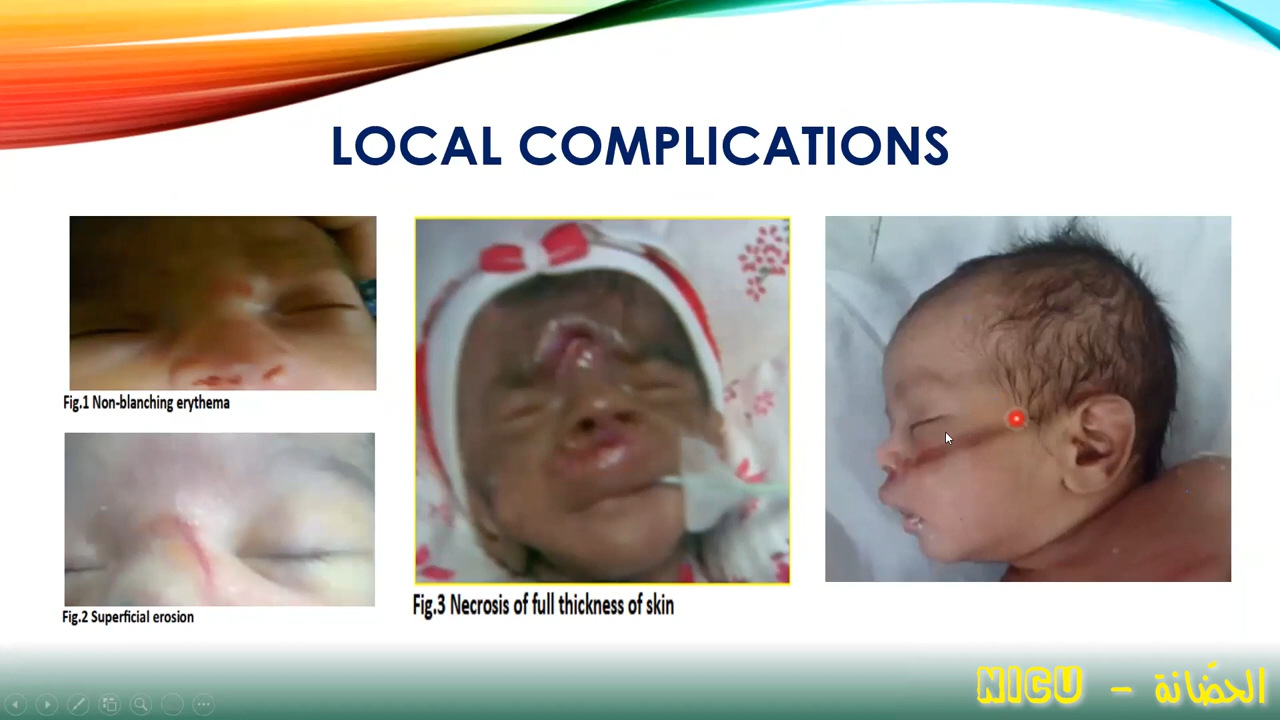 LOCAL COMPLICATIONS
Fig.1 Non-blanching erythema
Fig.2 Superficial erosion
Fig.3 Necrosis of full thickness of skin
NICU - الحضّانة